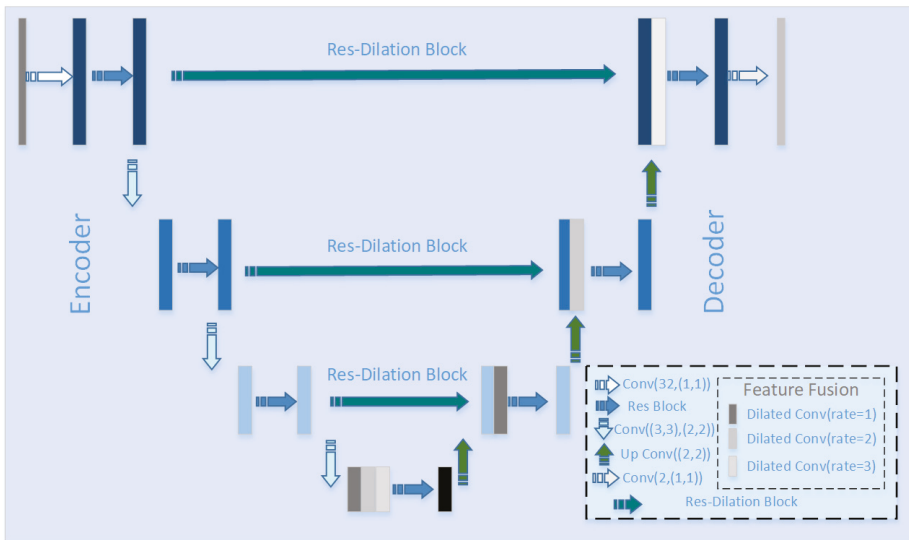 Res-Dilation Block
Encoder
Decoder
Res-Dilation Block
Res-Dilation Block
Conv(32,(1,1))
Res Block
Conv((3,3),(2,2))
Up Conv((2,2))
Conv(2,(1,1))
Res-Dilation Block
Feature Fusion
Dilated Conv(rate=1)
Dilated Conv(rate=2)
Dilated Conv(rate=3)